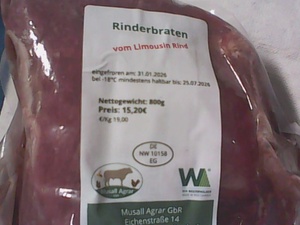 Rinderbraten
vom Limousin Rind
eingefroren am: 31.01.2026
bei -18°C mindestens haltbar bis: 25.07.2026
Nettogewicht: 800g
Preis: 15,20€
€/Kg 19,00
DE
NW 10158
EG
Musall Agrar
WA
Musall Agrar GbR
Eichenstraße 14